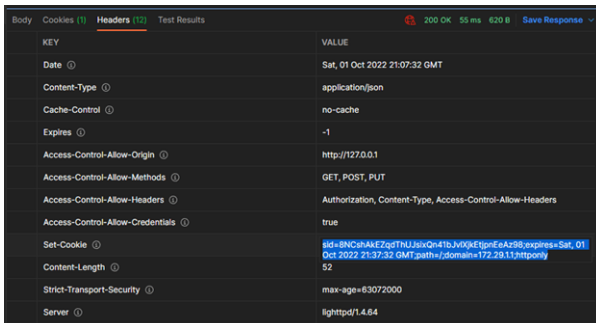 Body Cookies (1) Headers (12) Test Results 200 OK 55 ms 620 B Save Response
KEY VALUE
Date Sat, 01 Oct 2022 21:07:32 GMT
Content-Type application/json
Cache-Control no-cache
Expires -1
Access-Control-Allow-Origin http://127.0.0.1
Access-Control-Allow-Methods GET, POST, PUT
Access-Control-Allow-Headers Authorization, Content-Type, Access-Control-Allow-Headers
Access-Control-Allow-Credentials true
Set-Cookie sid=8NCshAkEZqdThUJsixQn41bJvlXjkEtjpnEeAz98;expires=Sat, 01
Oct 2022 21:37:32 GMT;path=/;domain=172.29.1.1;httponly
Content-Length 52
Strict-Transport-Security max-age=63072000
Server lighttpd/1.4.64